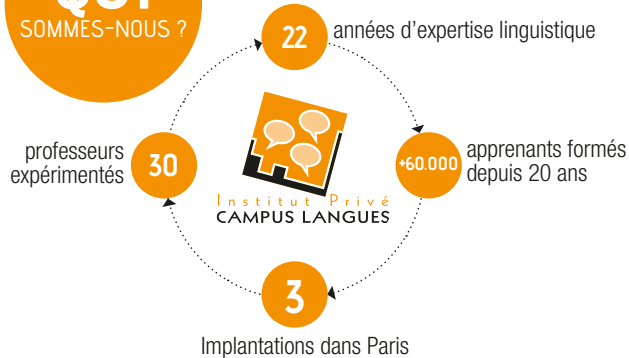 QUI
SOMMES-NOUS ?
22
années d'expertise linguistique
professeurs
expérimentés
30
+60.000
apprenants formés
depuis 20 ans
Institut Privé
CAMPUS LANGUES
3
Implantations dans Paris